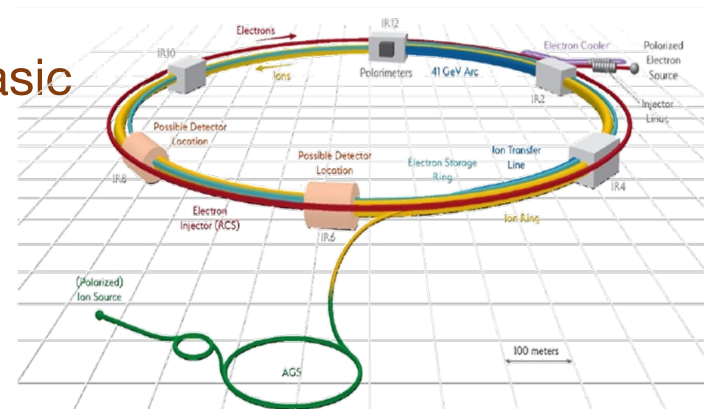 asic
IR12
Electrons
IR10
Ions
Polarimeters
41 GeV Arc
Electron Cooler
Polarized
Electron
Source
IR2
Injector
Linac
Possible Detector
Location
IR8
Possible Detector
Location
Electron Storage
Ring
Ion Transfer
Line
IR4
Electron
Injector (RCS)
IR6
Ion Ring
(Polarized)
Ion Source
AGS
100 meters